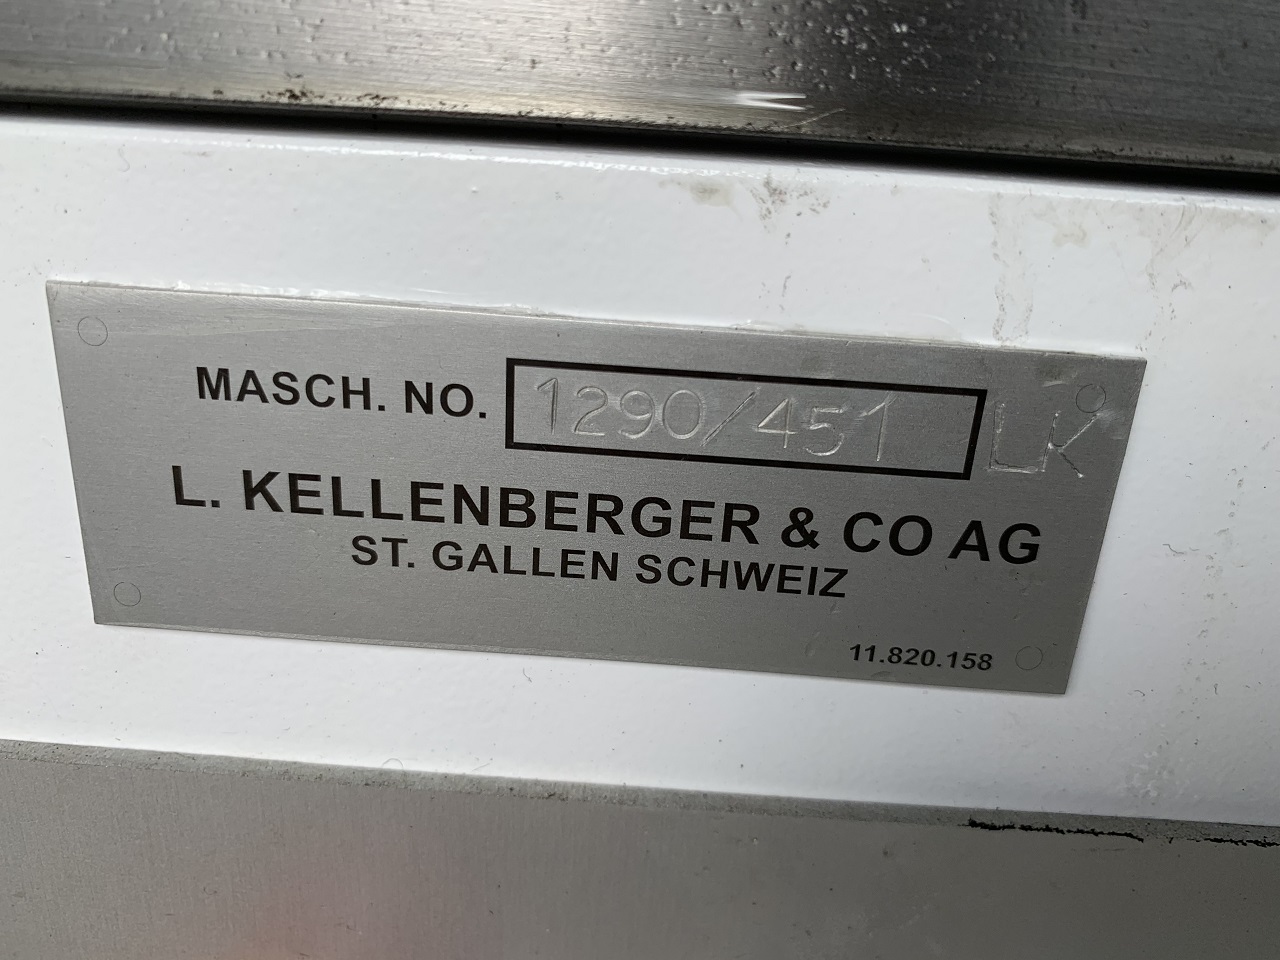 MASCH. NO. 1290/451 LK
L. KELLENBERGER & CO AG
ST. GALLEN SCHWEIZ
11.820.158